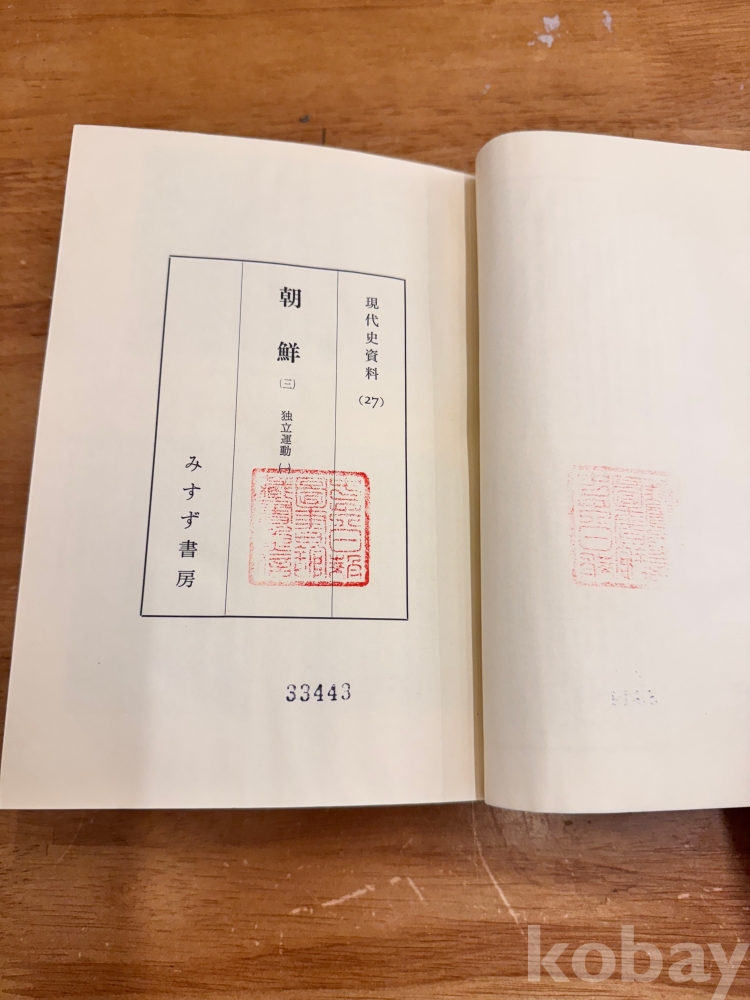 現代史資料 (27)
朝鮮 (三) 独立運動 (一)
みすず書房
33443
kobay